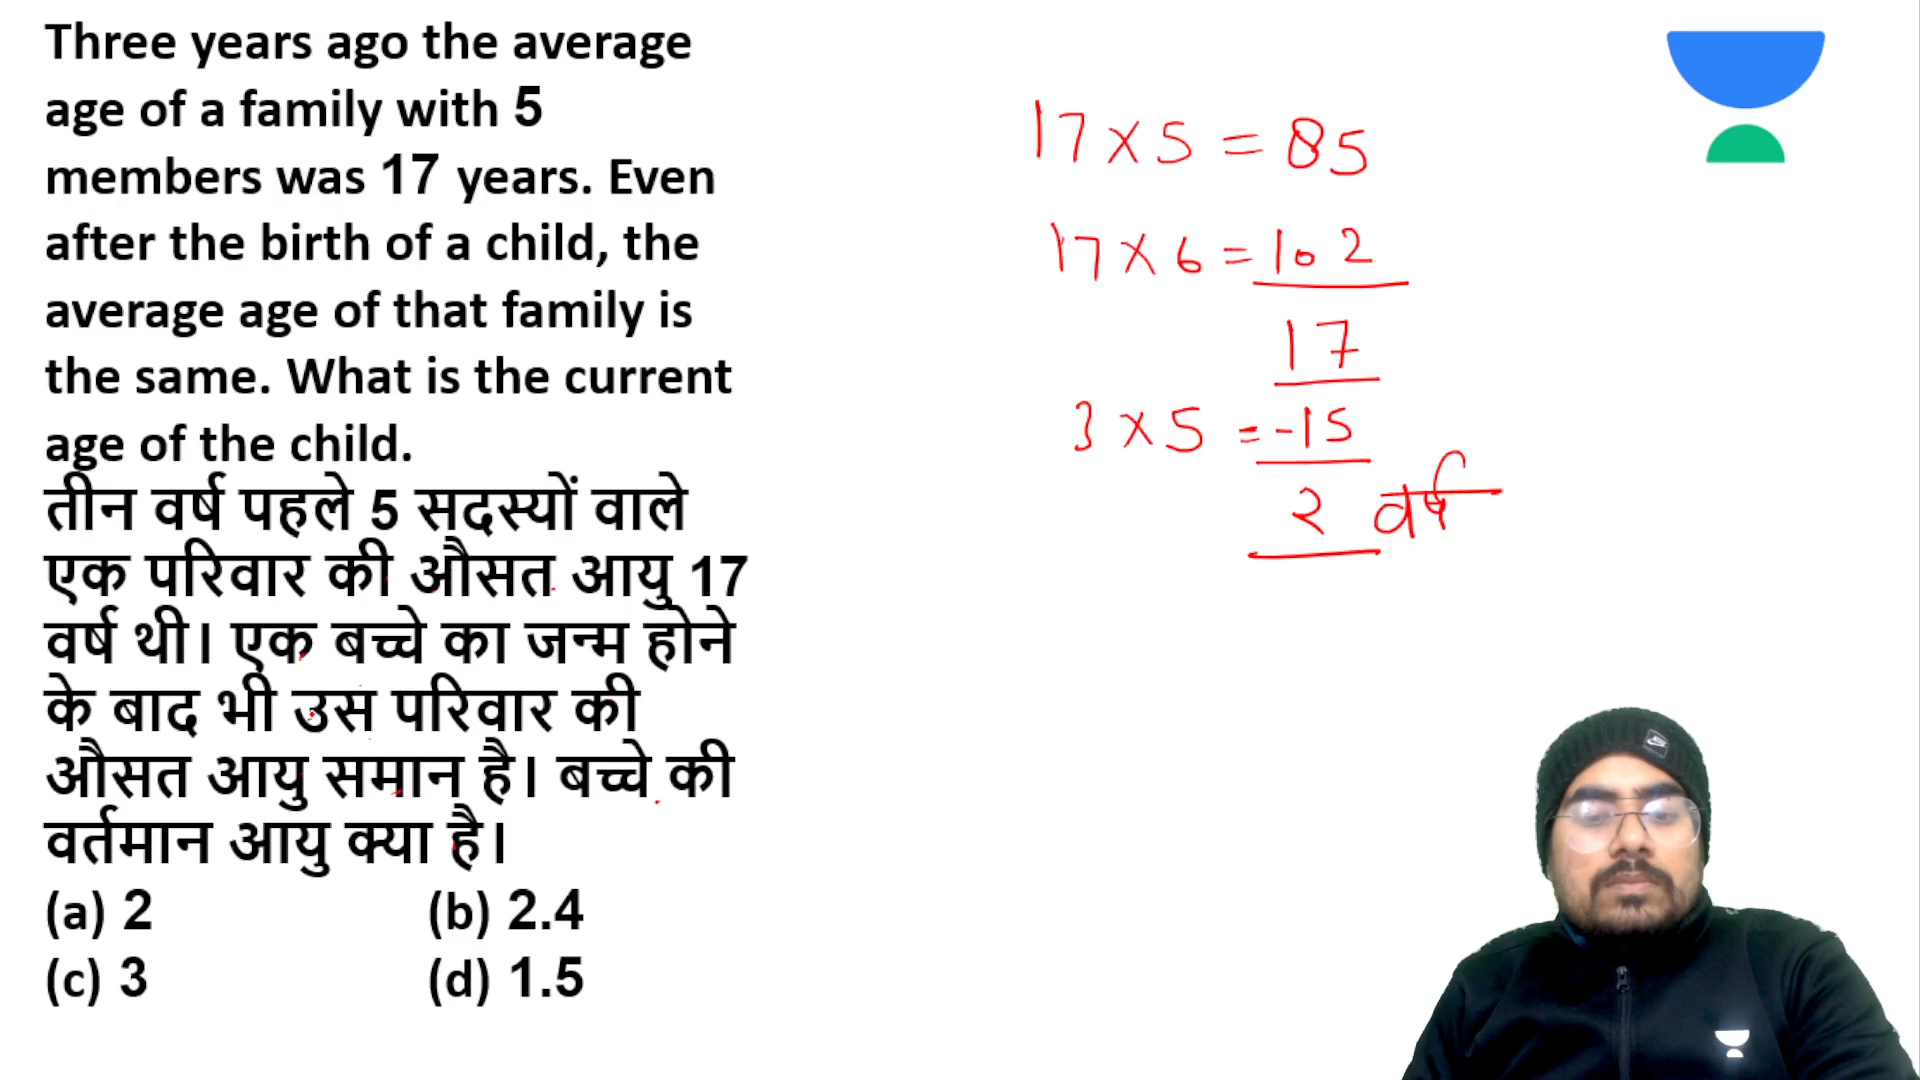 Three years ago the average
age of a family with 5
members was 17 years. Even
after the birth of a child, the
average age of that family is
the same. What is the current
age of the child.
तीन वर्ष पहले 5 सदस्यों वाले
एक परिवार की औसत आयु 17
वर्ष थी। एक बच्चे का जन्म होने
के बाद भी उस परिवार की
औसत आयु समान है। बच्चे की
वर्तमान आयु क्या है।
(a) 2 (b) 2.4
(c) 3 (d) 1.5
17 × 5 = 85
17 × 6 = 102
17
3 × 5 = -15
2 वर्ष